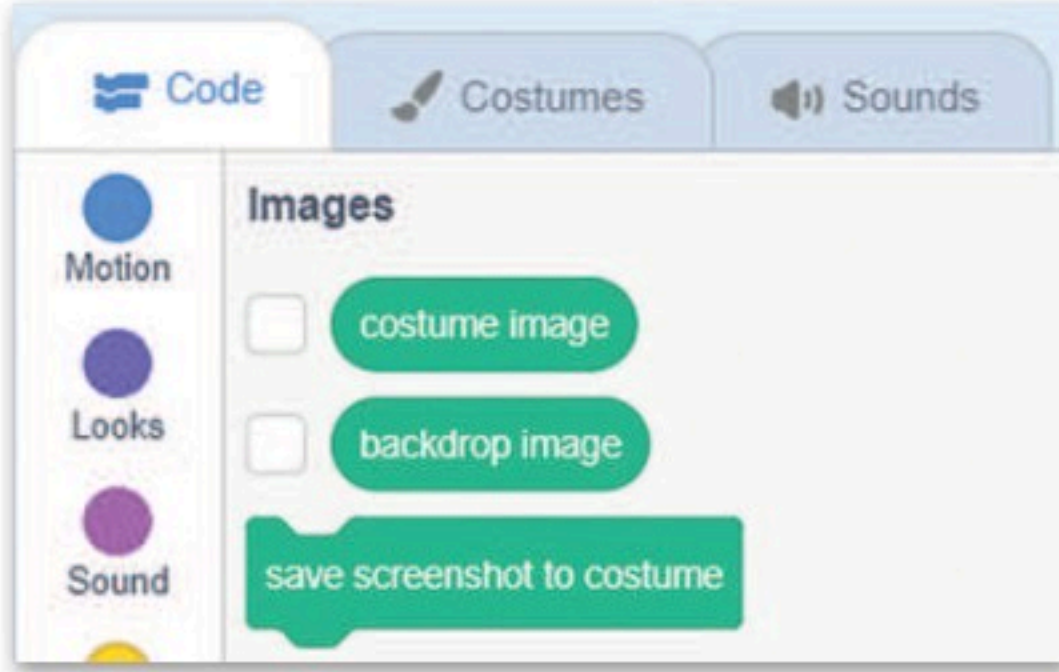 Code Costumes Sounds
Images
Motion
costume image
Looks
backdrop image
Sound
save screenshot to costume